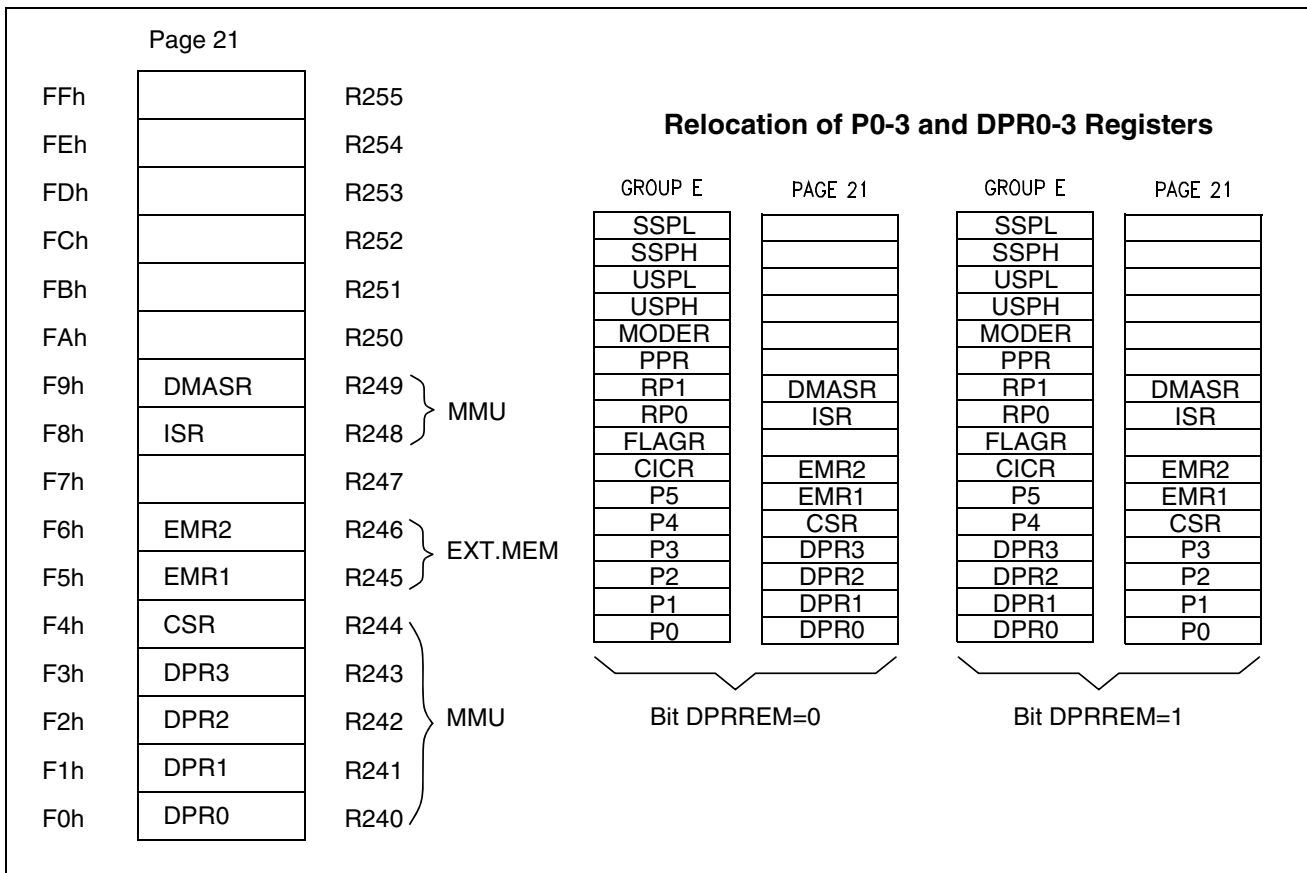 Page 21
FFh R255
FEh R254
FDh R253
FCh R252
FBh R251
FAh R250
F9h DMASR R249
F8h ISR R248
MMU
F7h R247
F6h EMR2 R246
F5h EMR1 R245
EXT.MEM
F4h CSR R244
F3h DPR3 R243
F2h DPR2 R242
F1h DPR1 R241
F0h DPR0 R240
MMU
Relocation of P0-3 and DPR0-3 Registers
GROUP E PAGE 21 GROUP E PAGE 21
SSPL SSPL
SSPH SSPH
USPL USPL
USPH USPH
MODER MODER
PPR PPR
RP1 DMASR RP1 DMASR
RP0 ISR RP0 ISR
FLAGR FLAGR
CICR EMR2 CICR EMR2
P5 EMR1 P5 EMR1
P4 CSR P4 CSR
P3 DPR3 DPR3 P3
P2 DPR2 DPR2 P2
P1 DPR1 DPR1 P1
P0 DPR0 DPR0 P0
Bit DPRREM=0 Bit DPRREM=1